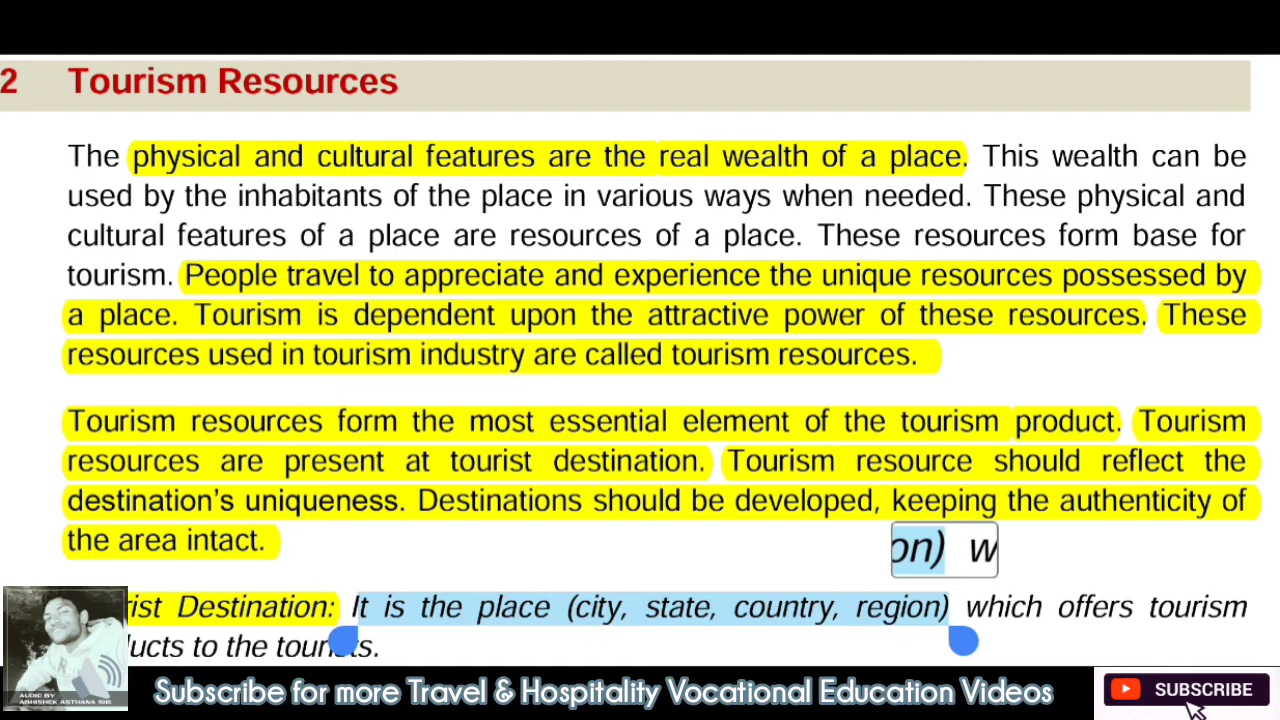 2 Tourism Resources
The physical and cultural features are the real wealth of a place. This wealth can be
used by the inhabitants of the place in various ways when needed. These physical and
cultural features of a place are resources of a place. These resources form base for
tourism. People travel to appreciate and experience the unique resources possessed by
a place. Tourism is dependent upon the attractive power of these resources. These
resources used in tourism industry are called tourism resources.
Tourism resources form the most essential element of the tourism product. Tourism
resources are present at tourist destination. Tourism resource should reflect the
destination's uniqueness. Destinations should be developed, keeping the authenticity of
the area intact.
on) w
rist Destination: It is the place (city, state, country, region) which offers tourism
ucts to the tourists.
AUDIO BY
ABHISHEK ASTHANA SIR
Subscribe for more Travel & Hospitality Vocational Education Videos
SUBSCRIBE